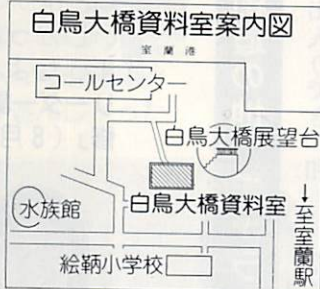 白鳥大橋資料室案内図
室蘭港
コールセンター
白鳥大橋展望台
水族館
白鳥大橋資料室
↓至室蘭駅
絵鞆小学校